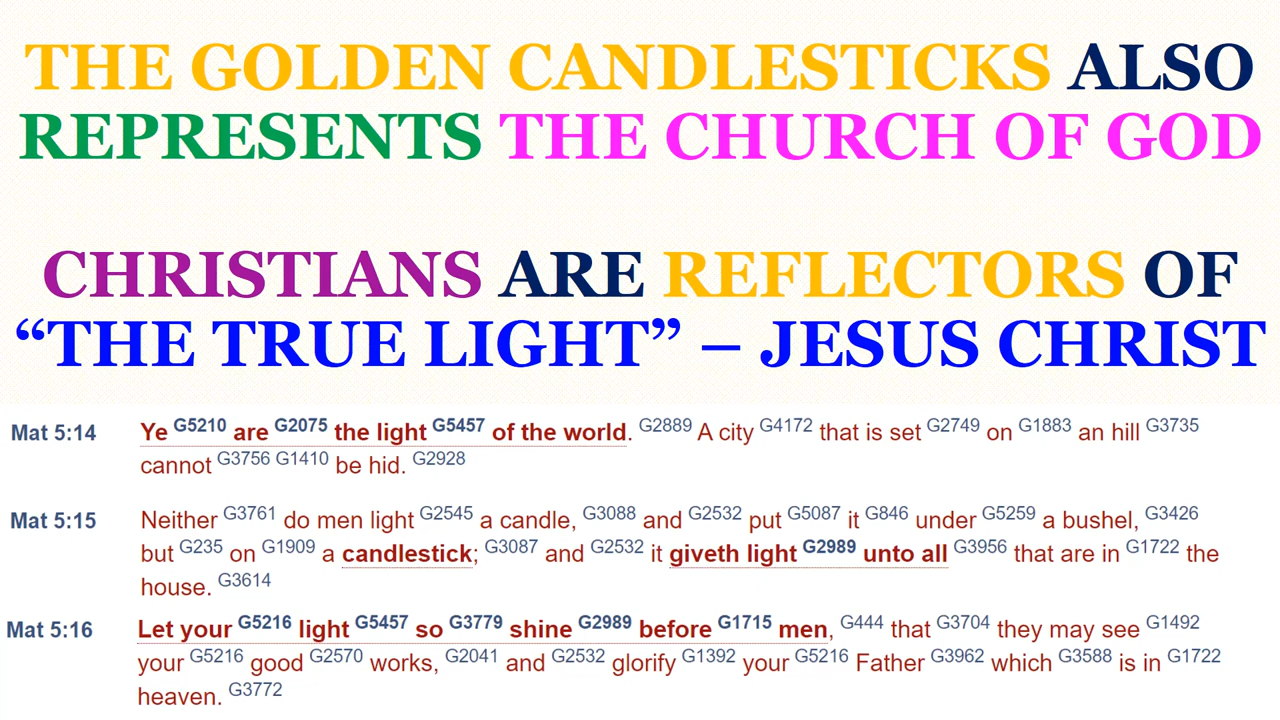 THE GOLDEN CANDLESTICKS ALSO
REPRESENTS THE CHURCH OF GOD
CHRISTIANS ARE REFLECTORS OF
“THE TRUE LIGHT” – JESUS CHRIST
Mat 5:14 Ye G5210 are G2075 the light G5457 of the world. G2889 A city G4172 that is set G2749 on G1883 an hill G3735
cannot G3756 G1410 be hid. G2928
Mat 5:15 Neither G3761 do men light G2545 a candle, G3088 and G2532 put G5087 it G846 under G5259 a bushel, G3426
but G235 on G1909 a candlestick; G3087 and G2532 it giveth light G2989 unto all G3956 that are in G1722 the
house. G3614
Mat 5:16 Let your G5216 light G5457 so G3779 shine G2989 before G1715 men, G444 that G3704 they may see G1492
your G5216 good G2570 works, G2041 and G2532 glorify G1392 your G5216 Father G3962 which G3588 is in G1722
heaven. G3772